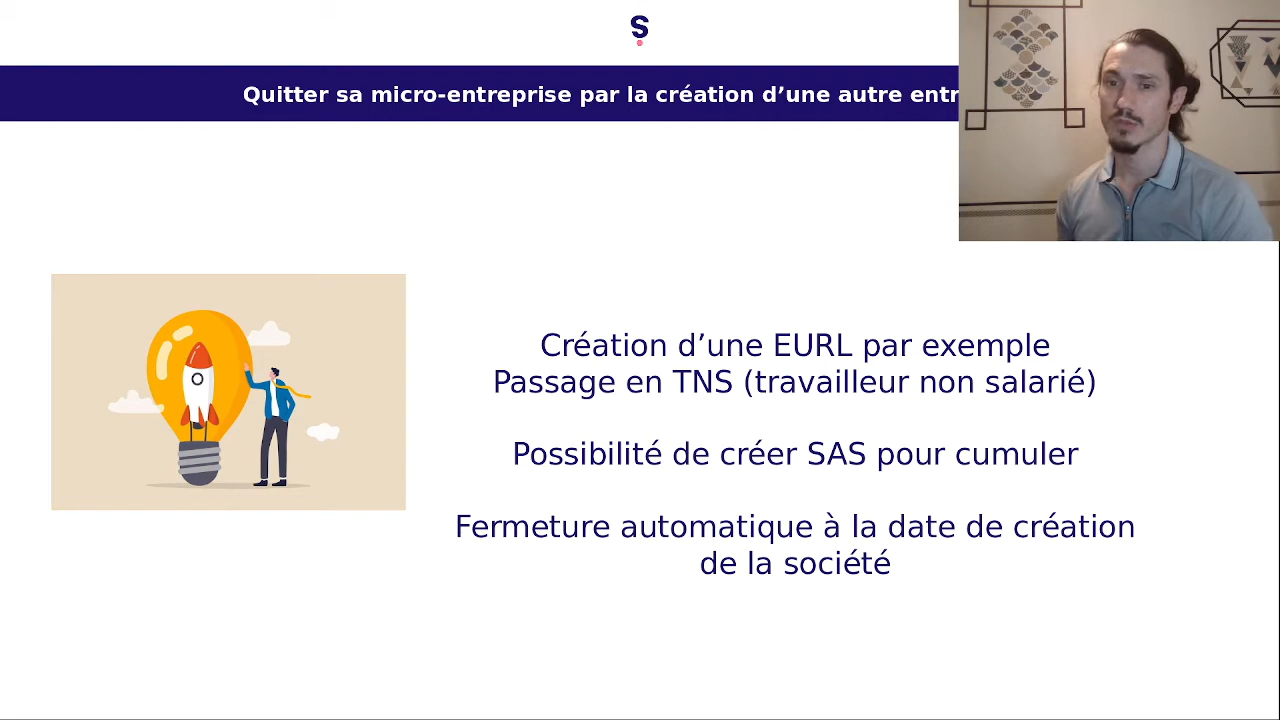 S
Quitter sa micro-entreprise par la création d’une autre entr
Création d’une EURL par exemple
Passage en TNS (travailleur non salarié)
Possibilité de créer SAS pour cumuler
Fermeture automatique à la date de création
de la société